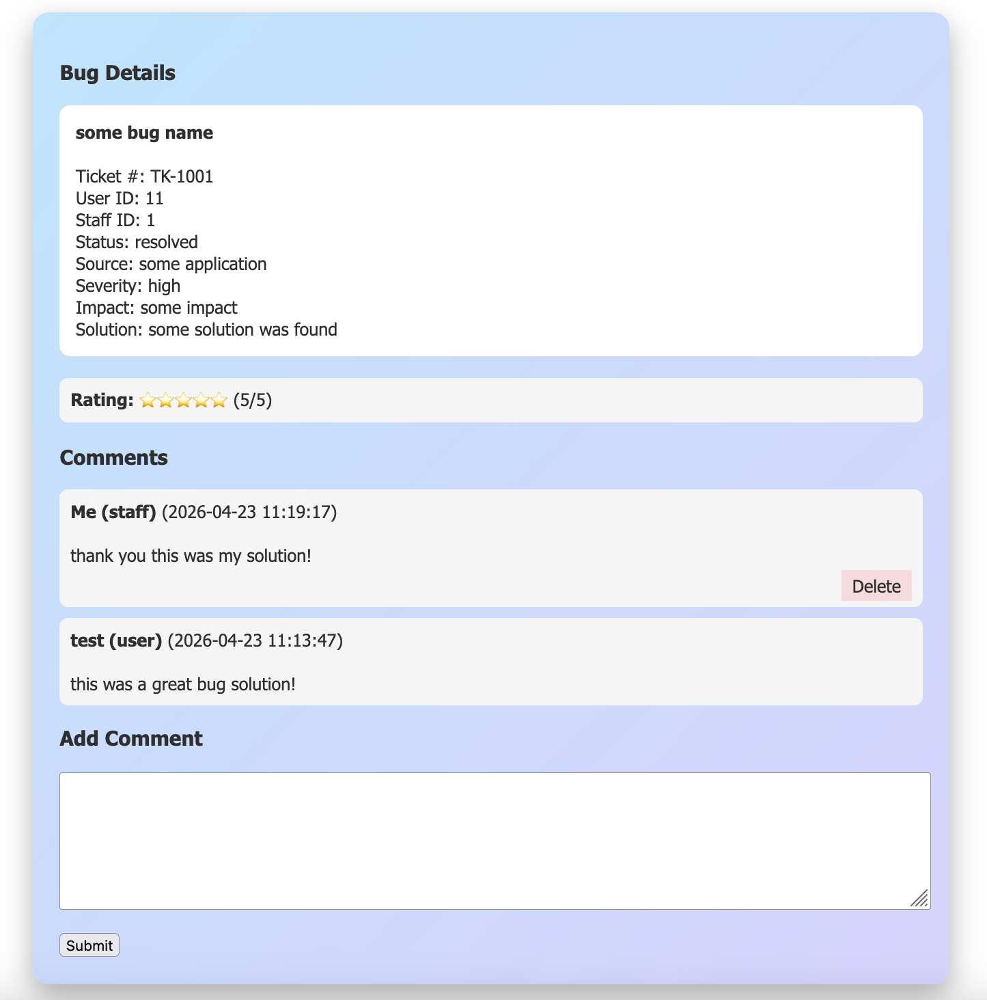 Bug Details
some bug name
Ticket #: TK-1001
User ID: 11
Staff ID: 1
Status: resolved
Source: some application
Severity: high
Impact: some impact
Solution: some solution was found
Rating: ⭐⭐⭐⭐⭐ (5/5)
Comments
Me (staff) (2026-04-23 11:19:17)
thank you this was my solution!
Delete
test (user) (2026-04-23 11:13:47)
this was a great bug solution!
Add Comment
Submit